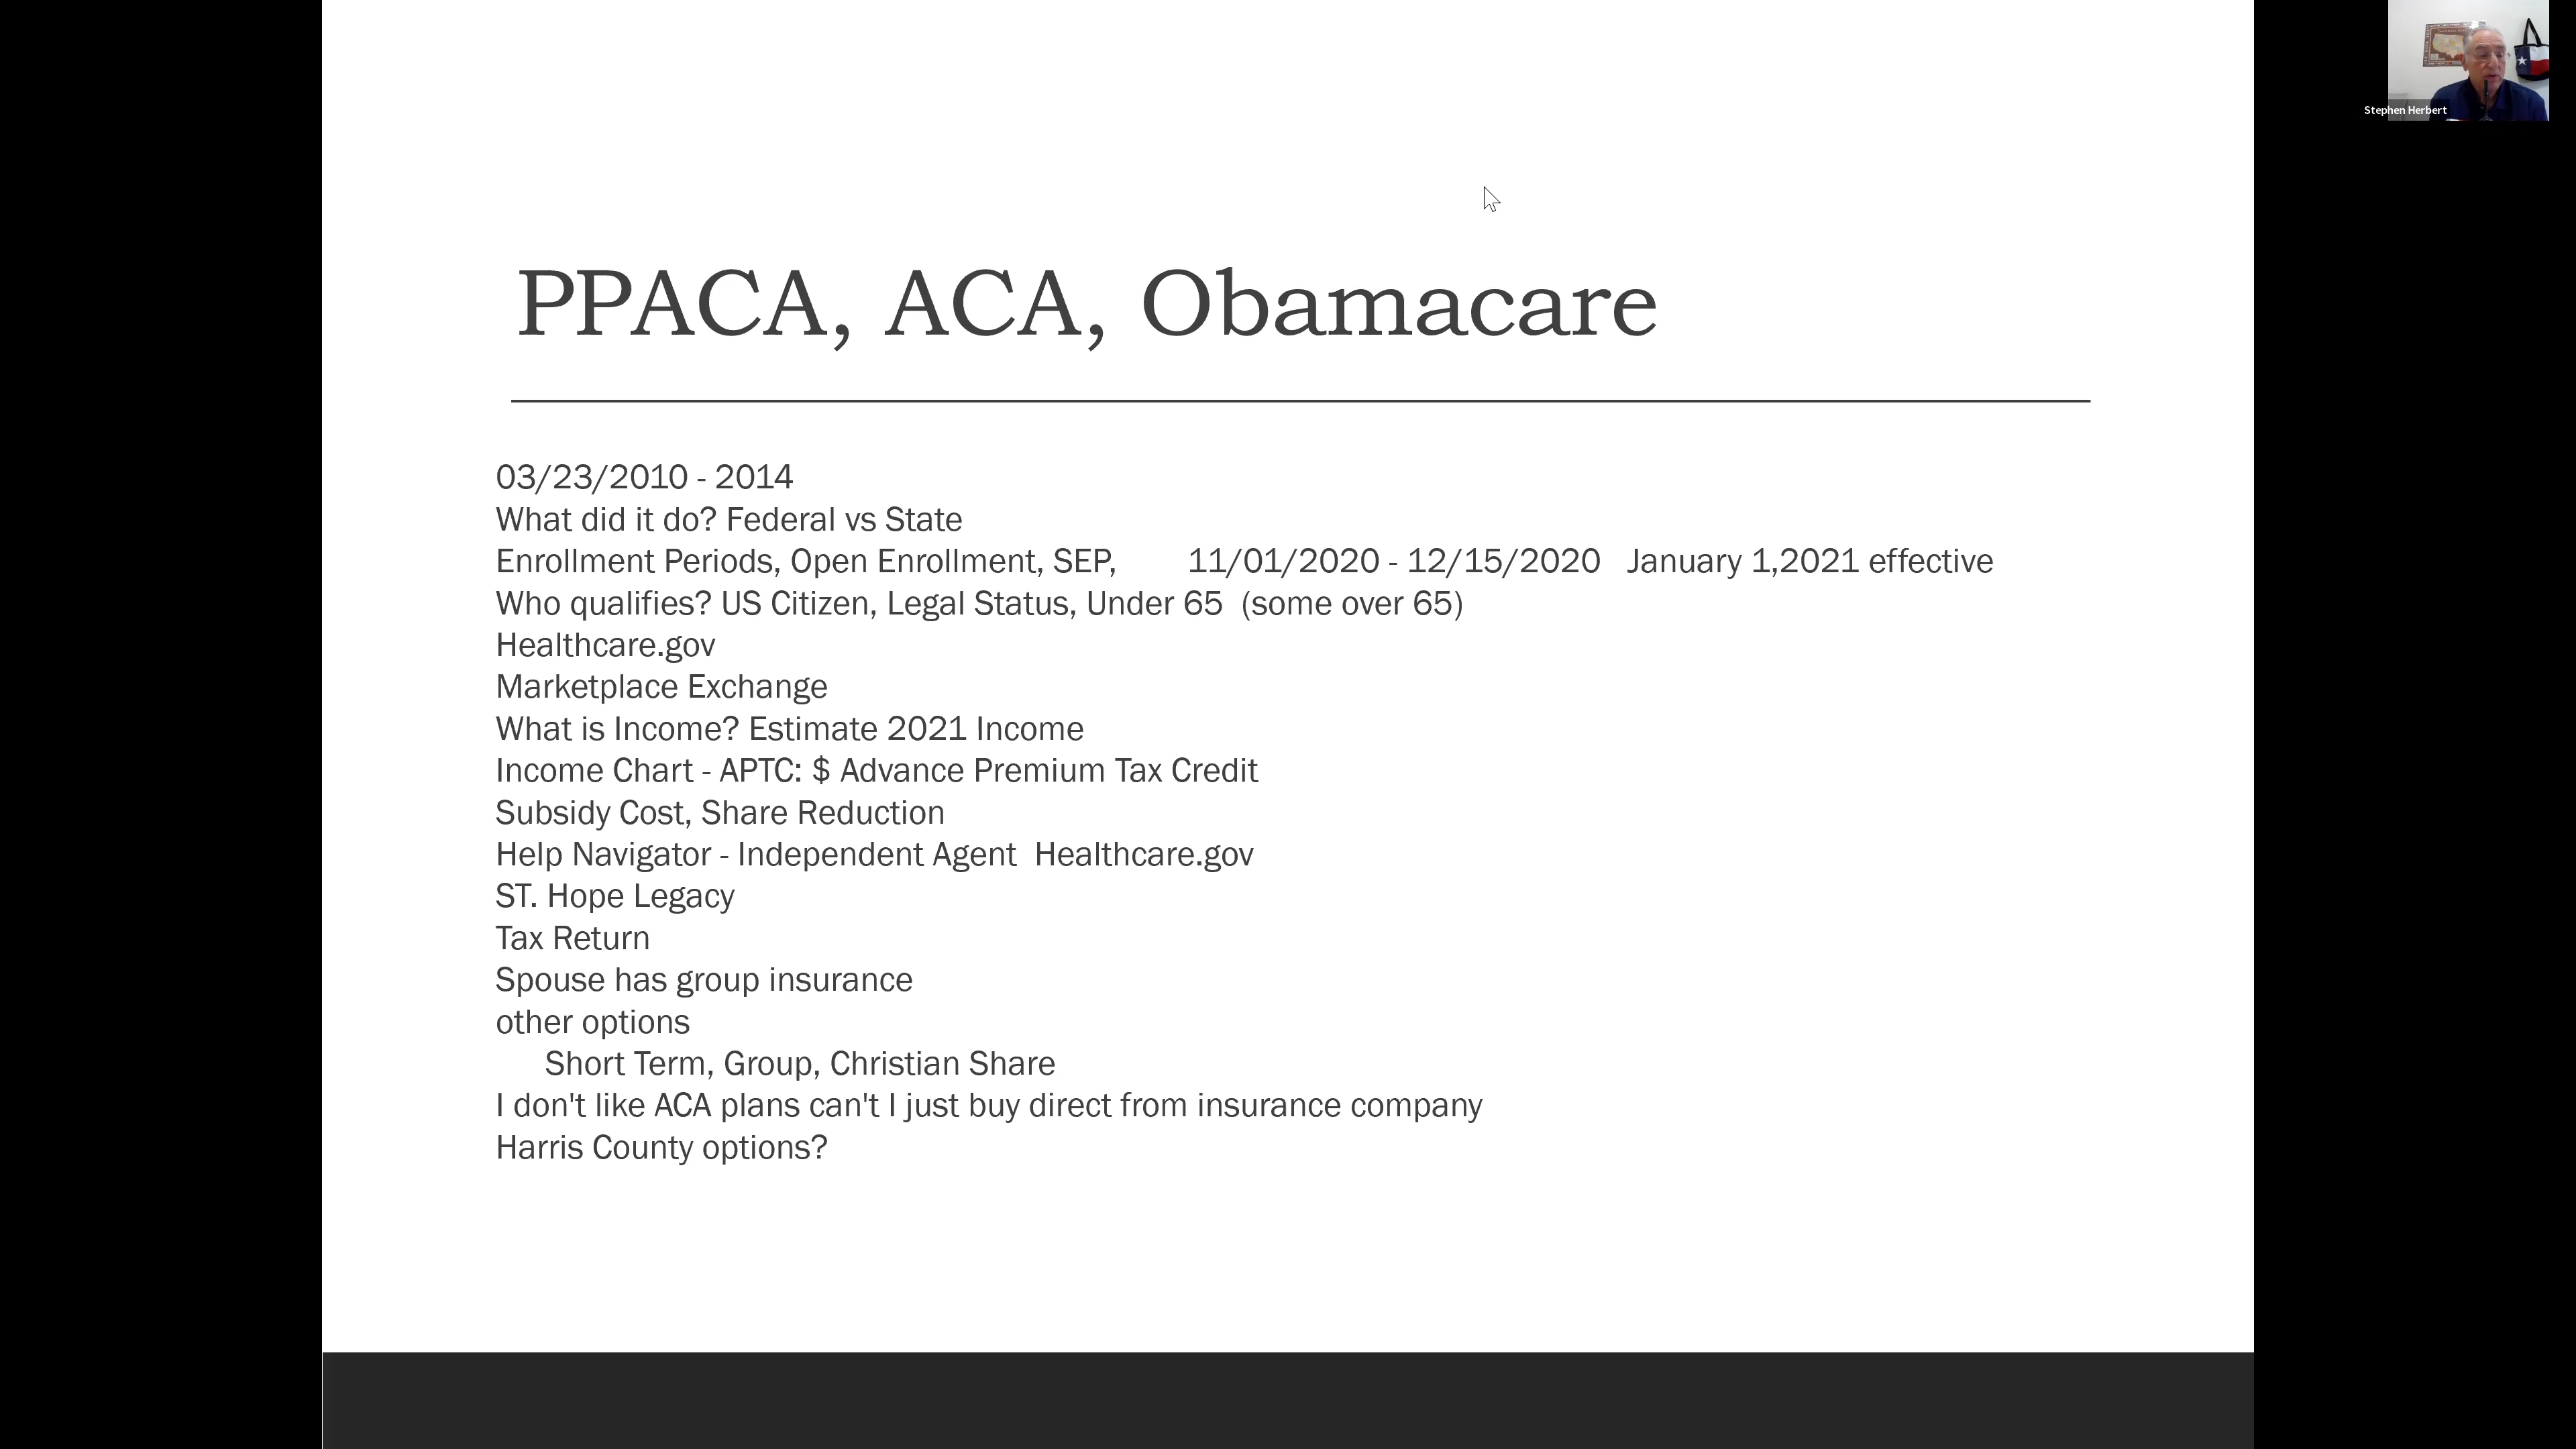 Stephen Herbert
PPACA, ACA, Obamacare
03/23/2010 - 2014
What did it do? Federal vs State
Enrollment Periods, Open Enrollment, SEP, 11/01/2020 - 12/15/2020 January 1,2021 effective
Who qualifies? US Citizen, Legal Status, Under 65 (some over 65)
Healthcare.gov
Marketplace Exchange
What is Income? Estimate 2021 Income
Income Chart - APTC: $ Advance Premium Tax Credit
Subsidy Cost, Share Reduction
Help Navigator - Independent Agent Healthcare.gov
ST. Hope Legacy
Tax Return
Spouse has group insurance
other options
Short Term, Group, Christian Share
I don't like ACA plans can't I just buy direct from insurance company
Harris County options?